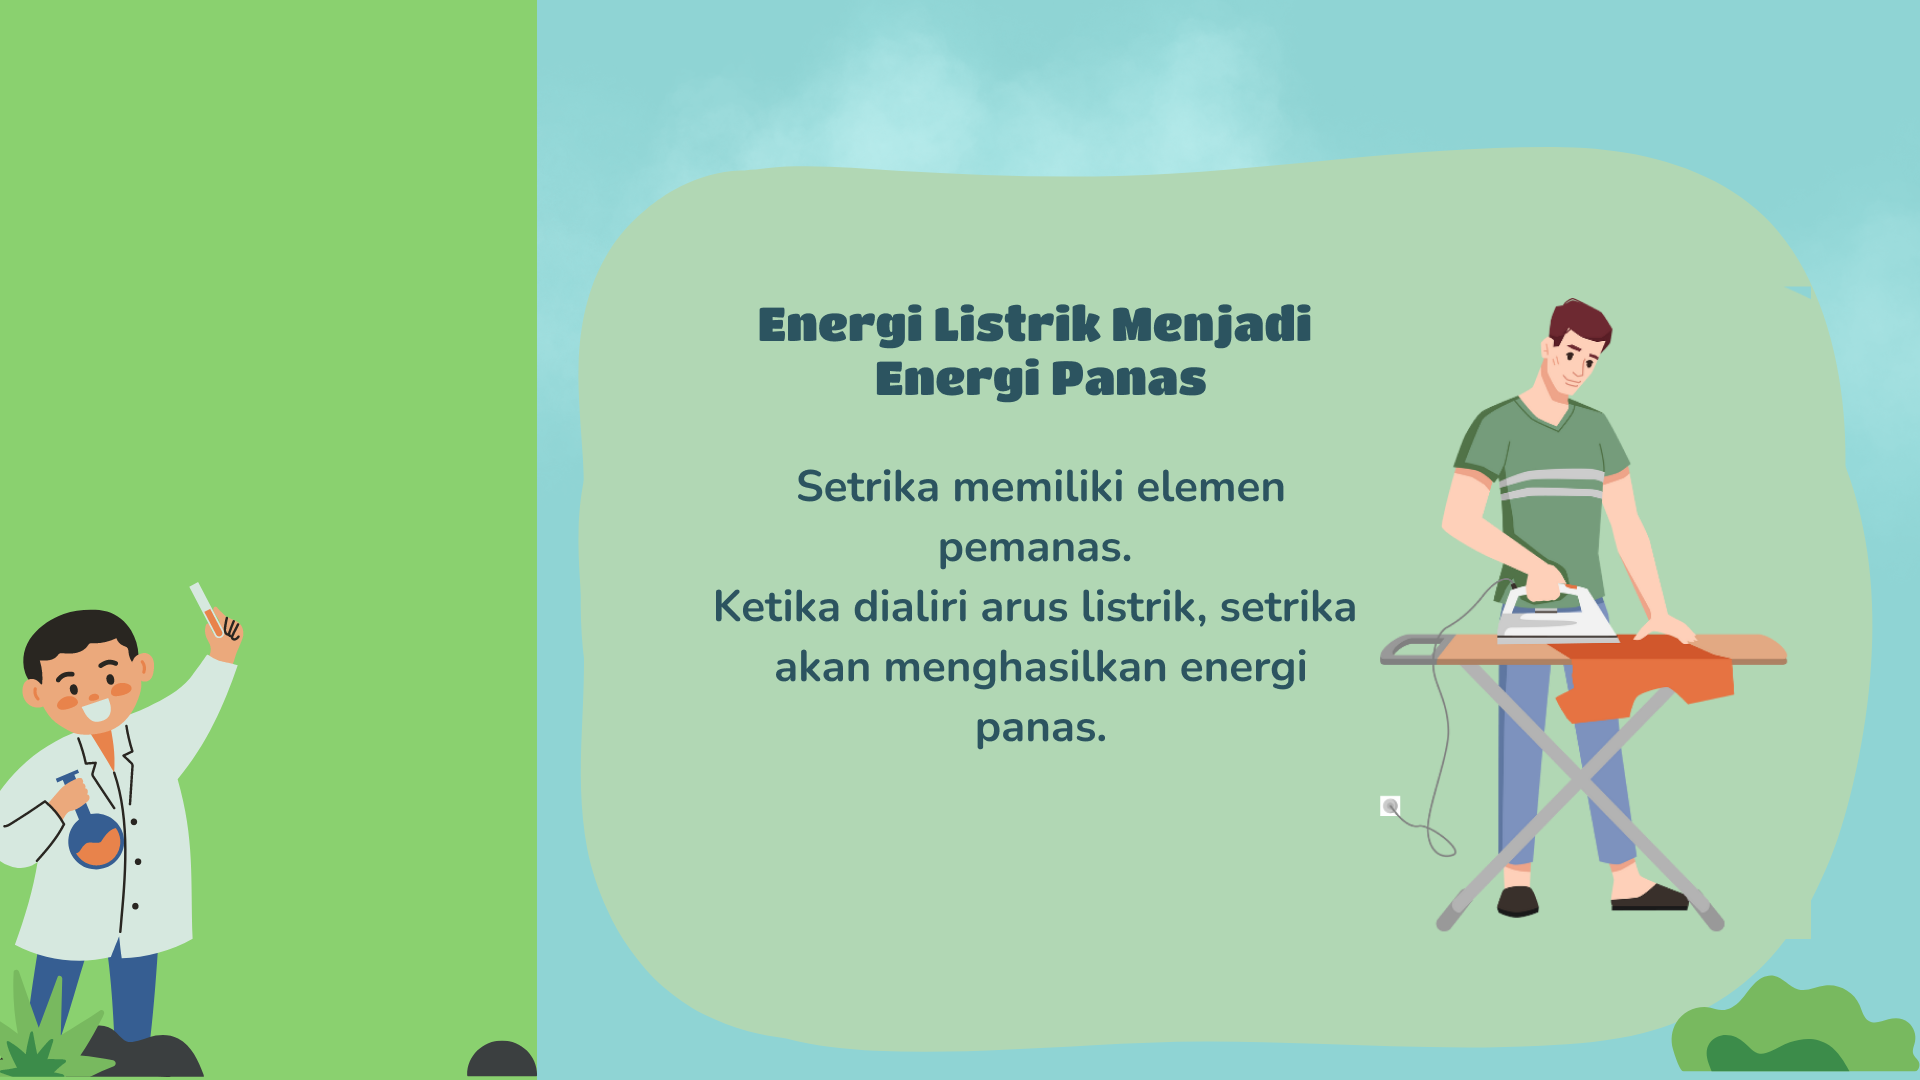 Energi Listrik Menjadi
Energi Panas
Setrika memiliki elemen
pemanas.
Ketika dialiri arus listrik, setrika
akan menghasilkan energi
panas.